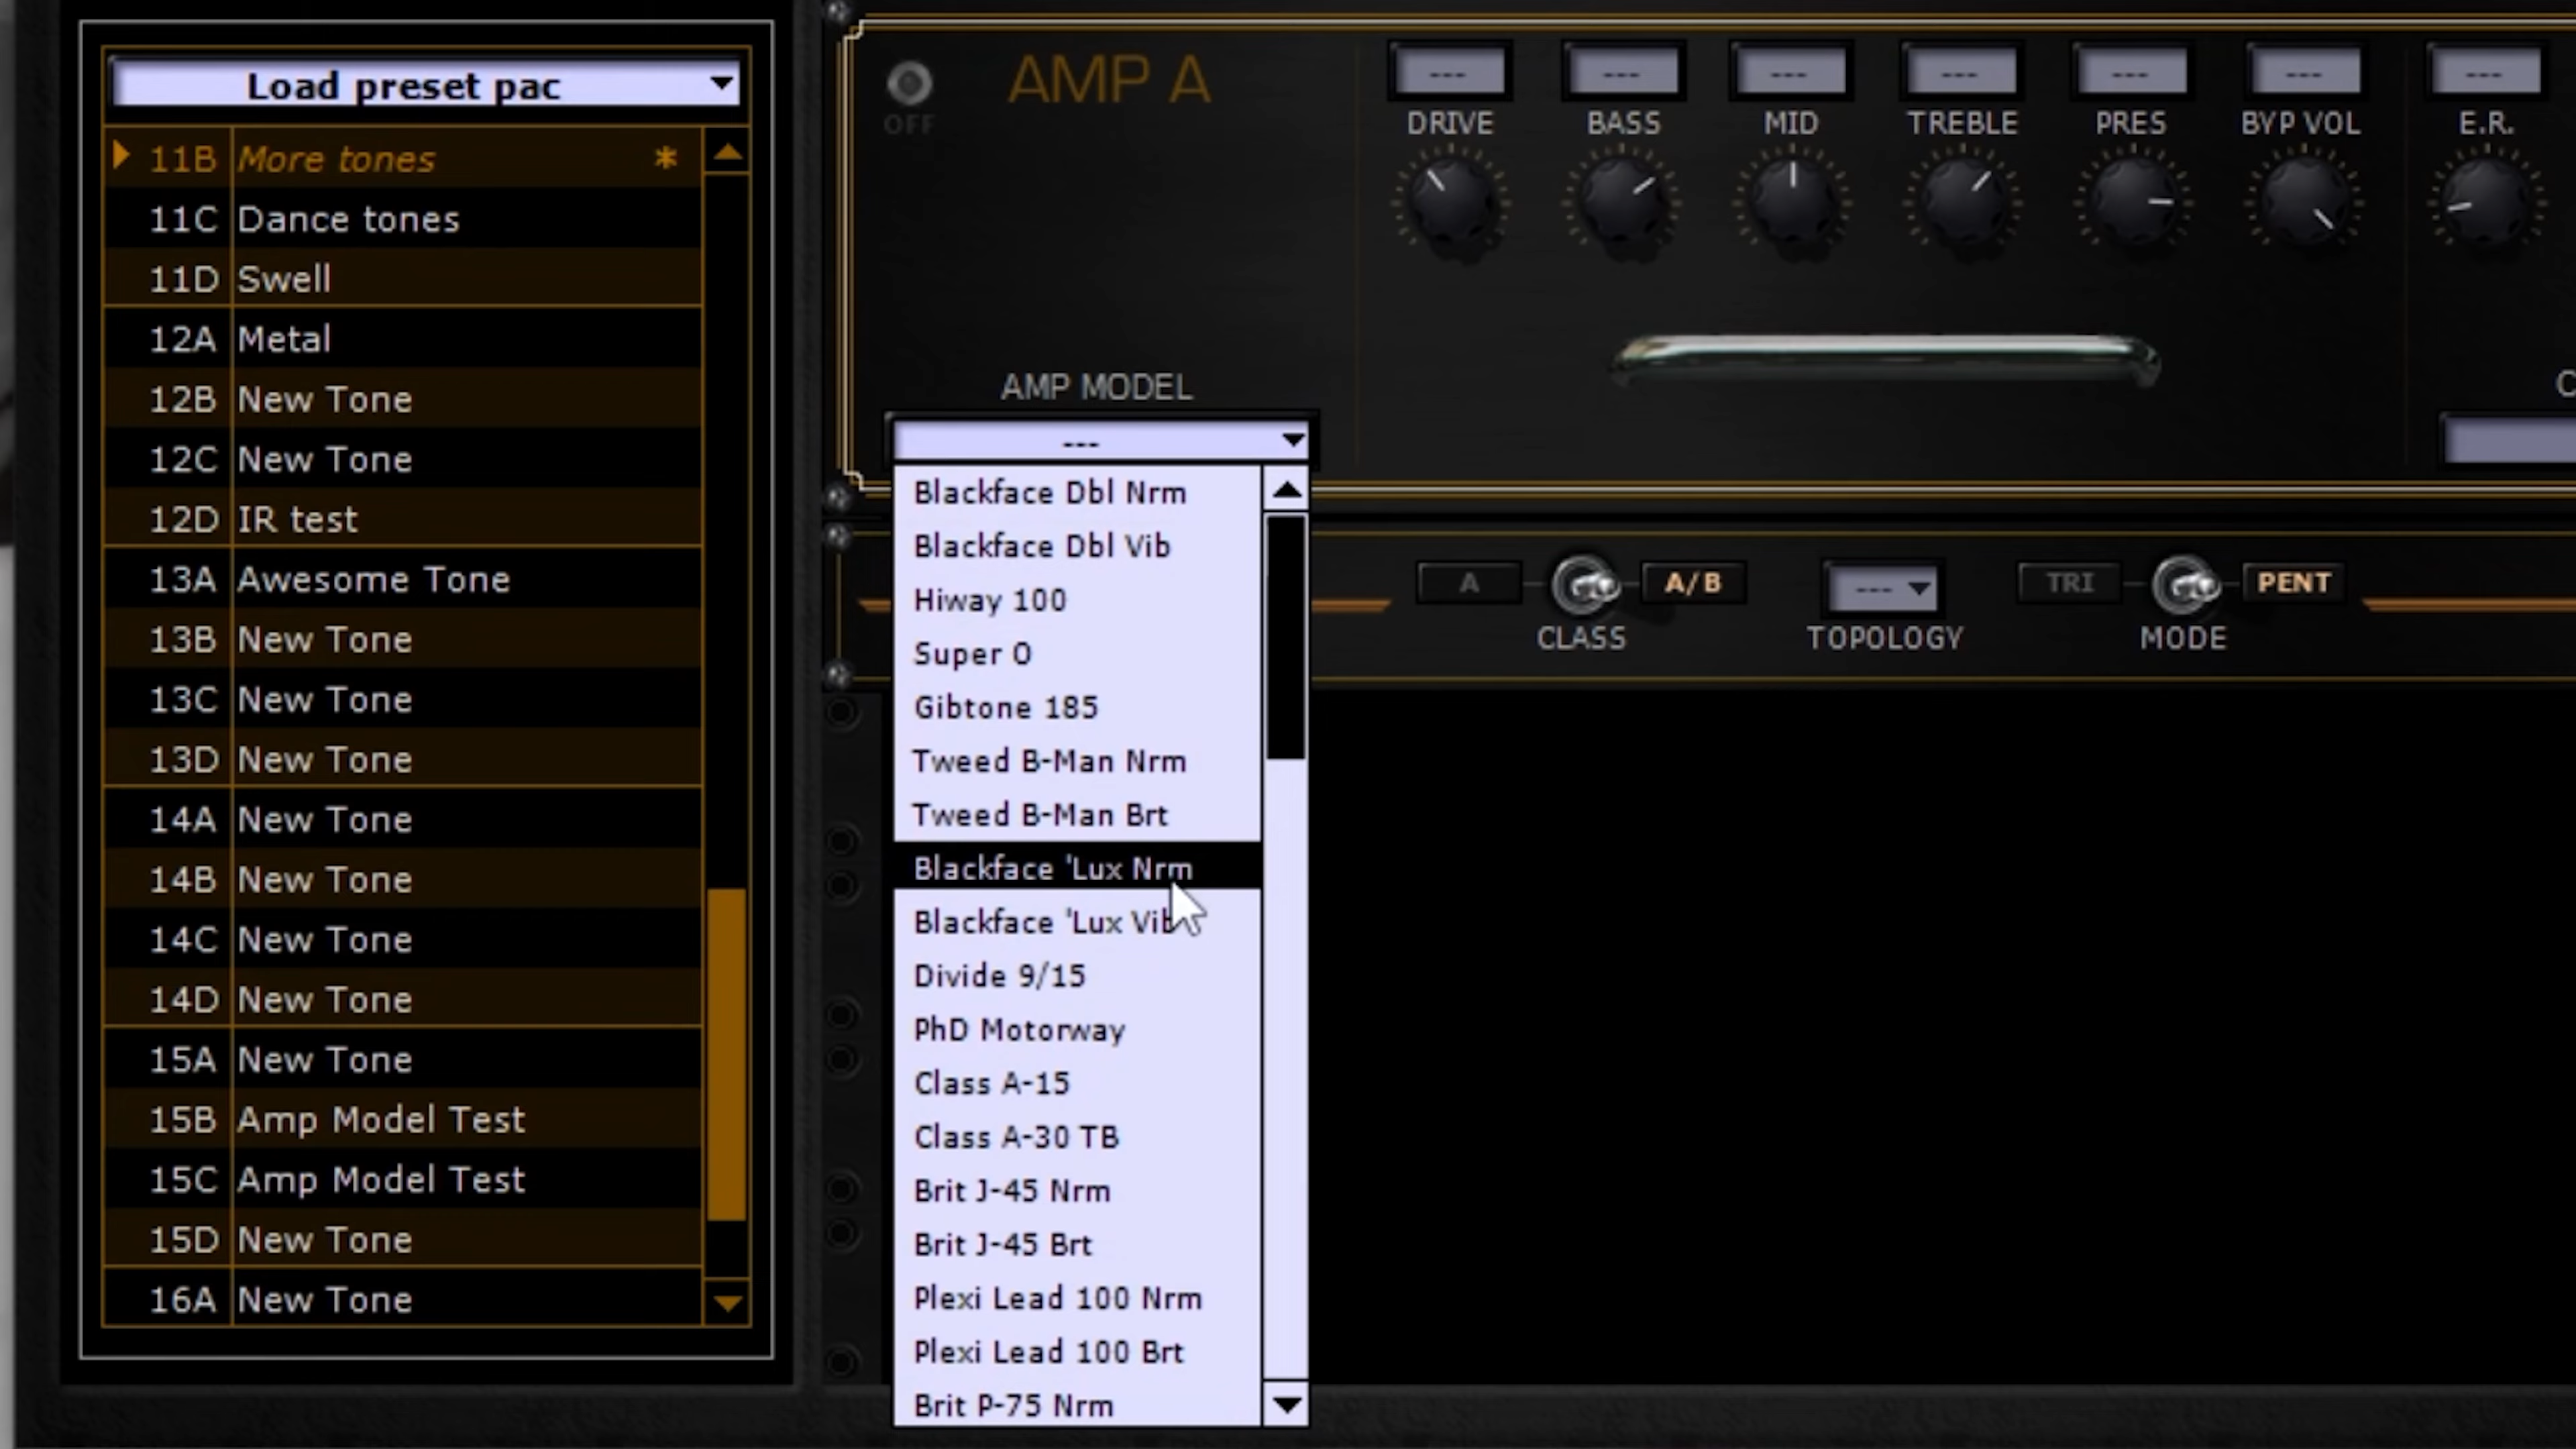 Load preset pac
11B More tones *
11C Dance tones
11D Swell
12A Metal
12B New Tone
12C New Tone
12D IR test
13A Awesome Tone
13B New Tone
13C New Tone
13D New Tone
14A New Tone
14B New Tone
14C New Tone
14D New Tone
15A New Tone
15B Amp Model Test
15C Amp Model Test
15D New Tone
16A New Tone
OFF
AMP A
--- --- --- --- --- --- ---
DRIVE BASS MID TREBLE PRES BYP VOL E.R.
AMP MODEL
---
Blackface Dbl Nrm
Blackface Dbl Vib
Hiway 100
Super O
Gibtone 185
Tweed B-Man Nrm
Tweed B-Man Brt
Blackface 'Lux Nrm
Blackface 'Lux Vib
Divide 9/15
PhD Motorway
Class A-15
Class A-30 TB
Brit J-45 Nrm
Brit J-45 Brt
Plexi Lead 100 Nrm
Plexi Lead 100 Brt
Brit P-75 Nrm
A A/B --- TRI PENT
CLASS TOPOLOGY MODE